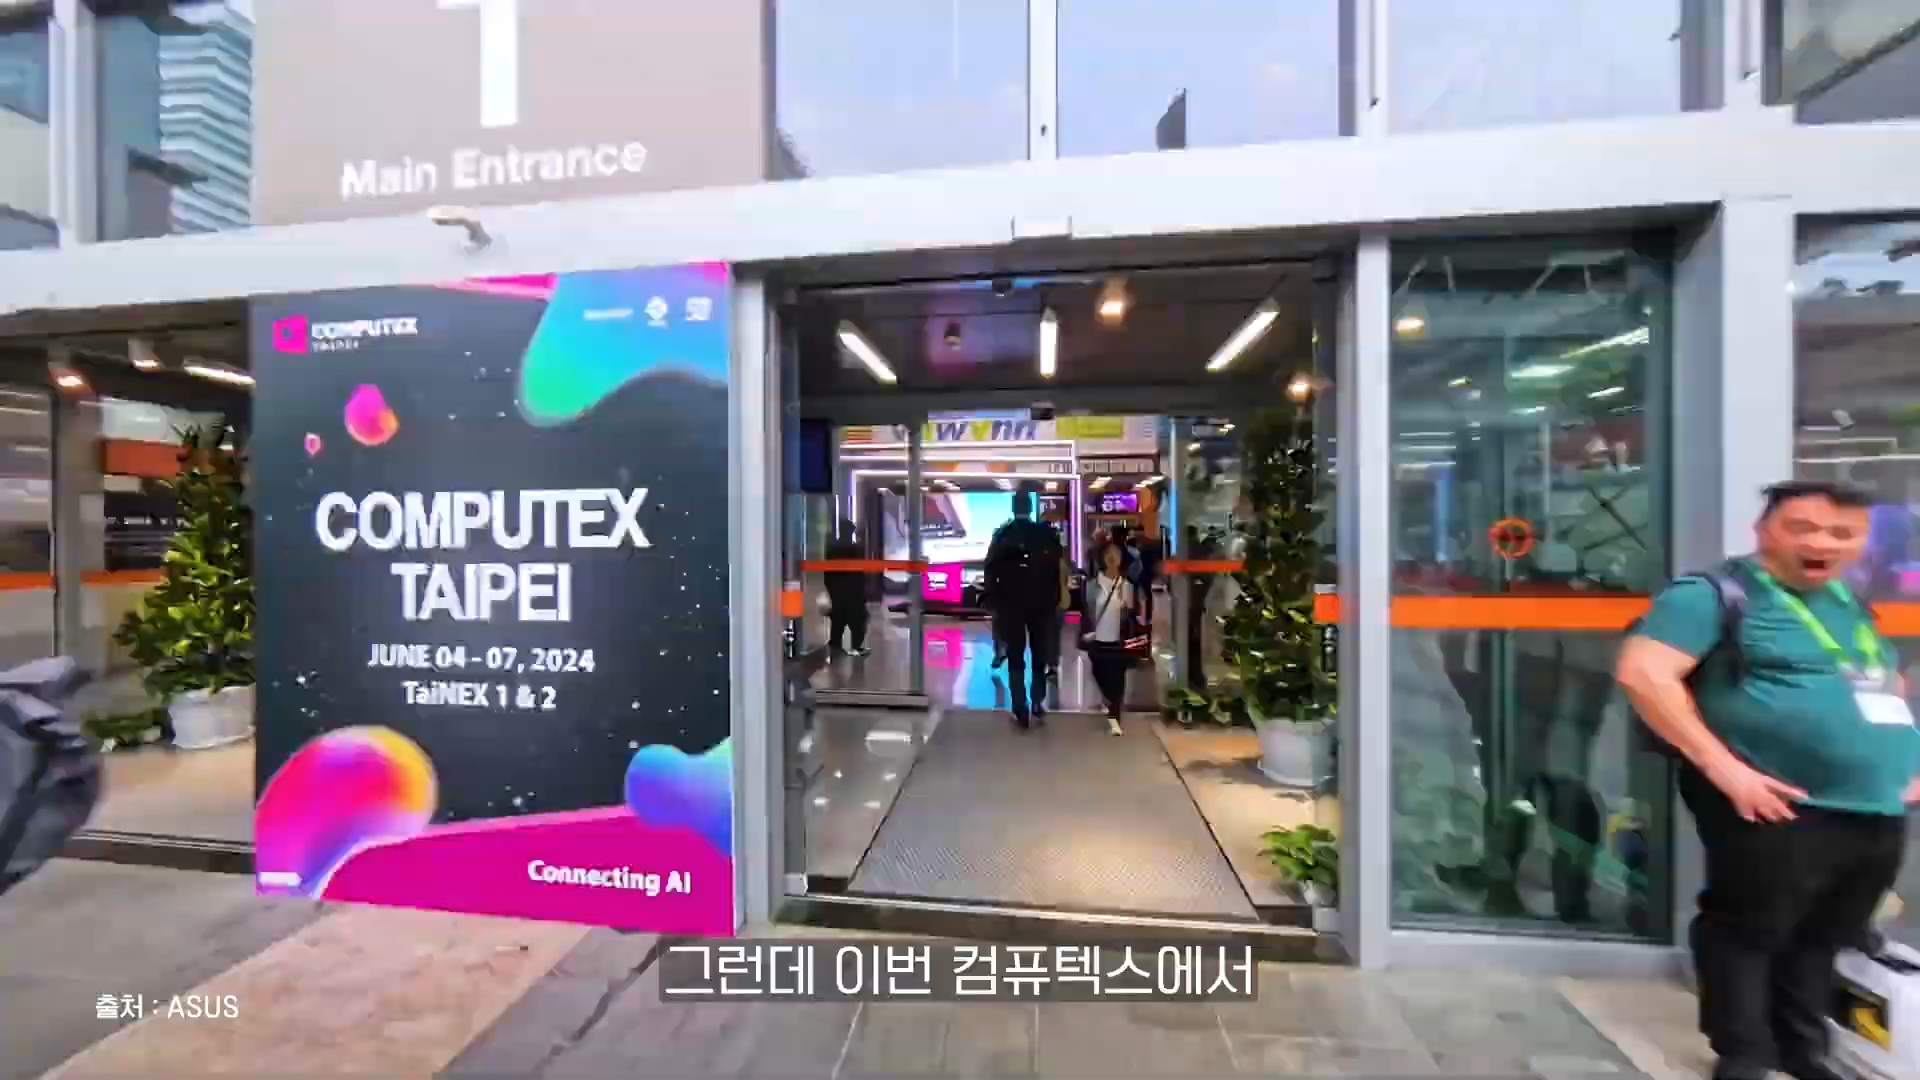 1
Main Entrance
COMPUTEX
COMPUTEX
TAIPEI
JUNE 04 - 07, 2024
TaiNEX 1 & 2
Connecting AI
그런데 이번 컴퓨텍스에서
출처 : ASUS